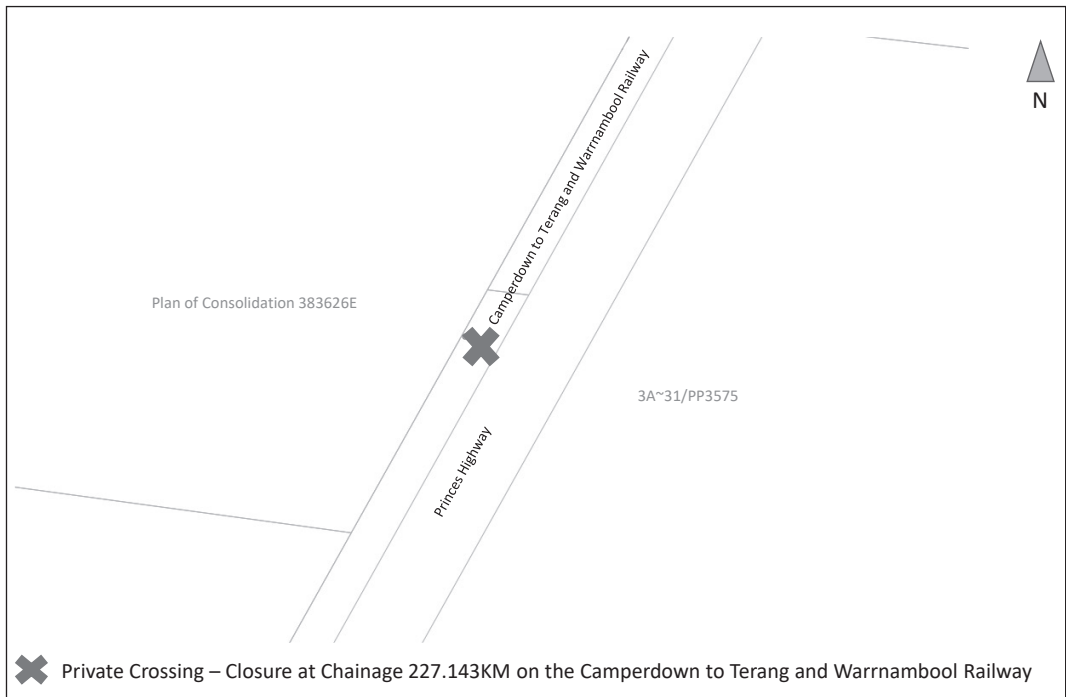 N
Camperdown to Terang and Warrnambool Railway
Plan of Consolidation 383626E
3A~31/PP3575
Princes Highway
Private Crossing – Closure at Chainage 227.143KM on the Camperdown to Terang and Warrnambool Railway